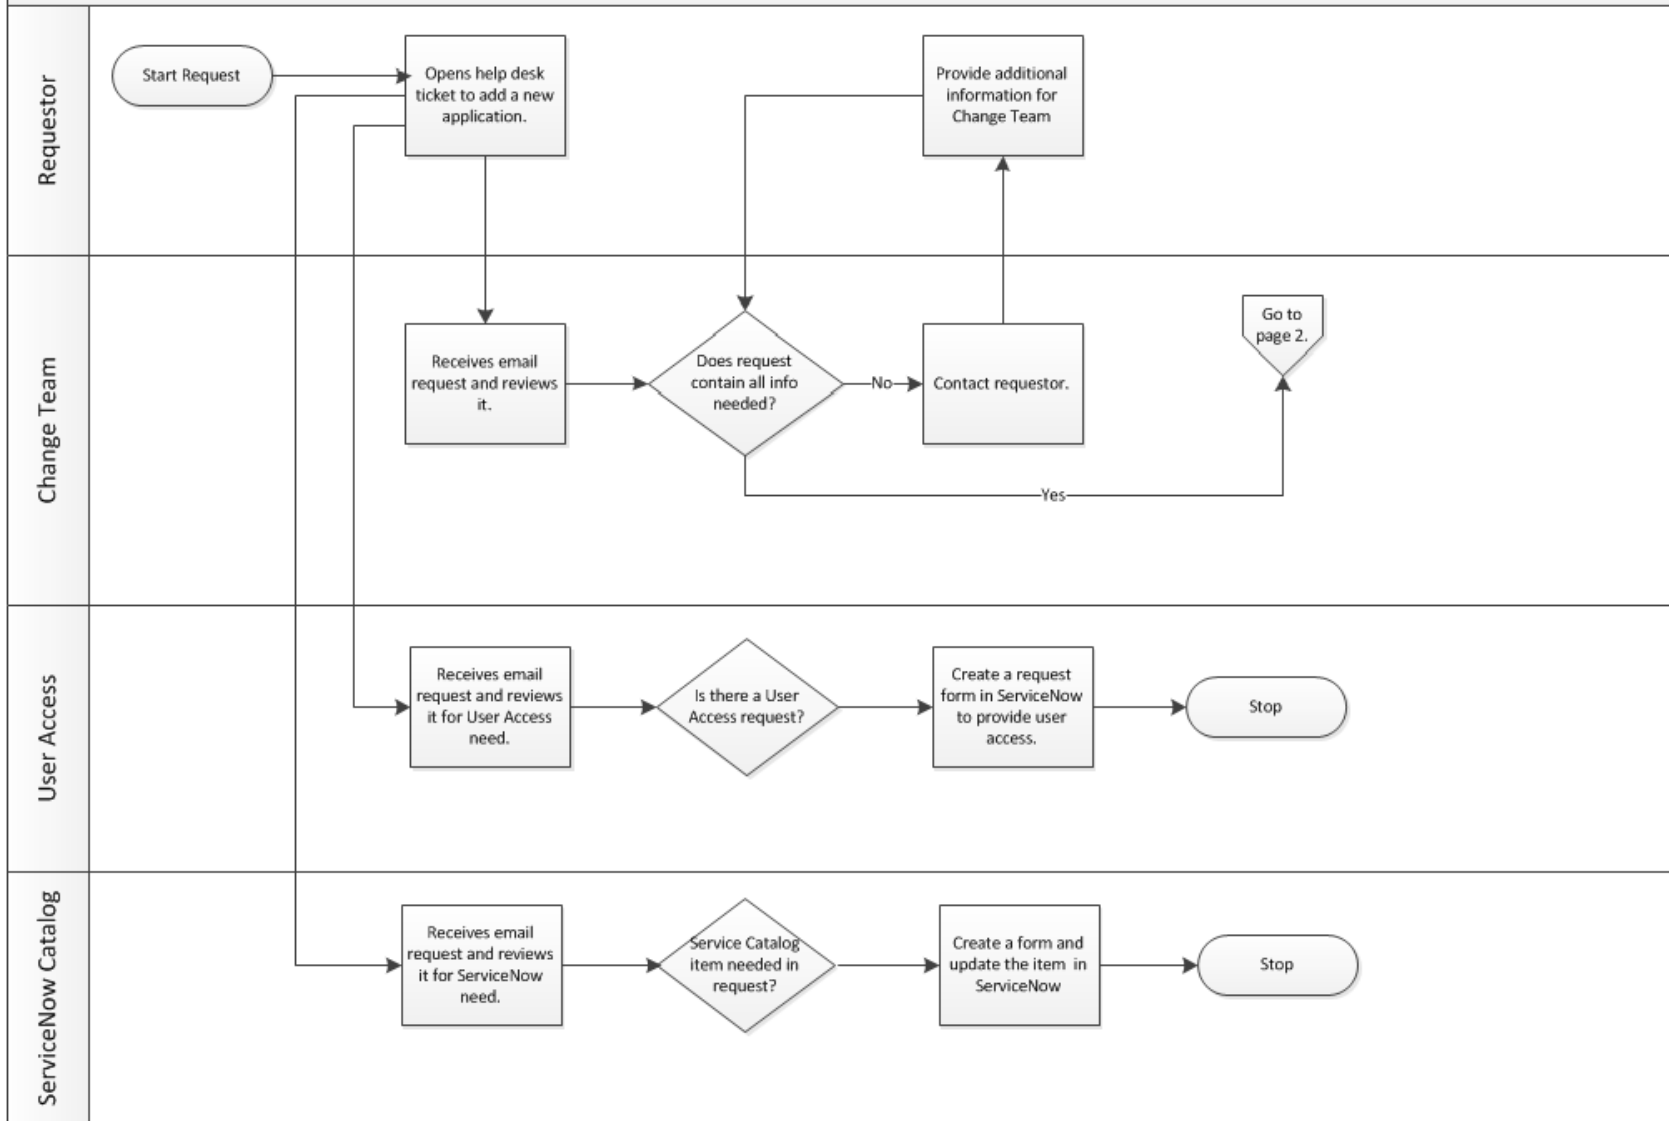 Requestor
Start Request
Opens help desk
ticket to add a new
application.
Provide additional
information for
Change Team
Change Team
Receives email
request and reviews
it.
Does request
contain all info
needed?
No
Contact requestor.
Go to
page 2.
Yes
User Access
Receives email
request and reviews
it for User Access
need.
Is there a User
Access request?
Create a request
form in ServiceNow
to provide user
access.
Stop
ServiceNow Catalog
Receives email
request and reviews
it for ServiceNow
need.
Service Catalog
item needed in
request?
Create a form and
update the item in
ServiceNow
Stop